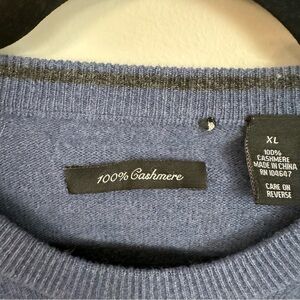 100% Cashmere
XL
100%
CASHMERE
MADE IN CHINA
RN 104647
CARE ON
REVERSE